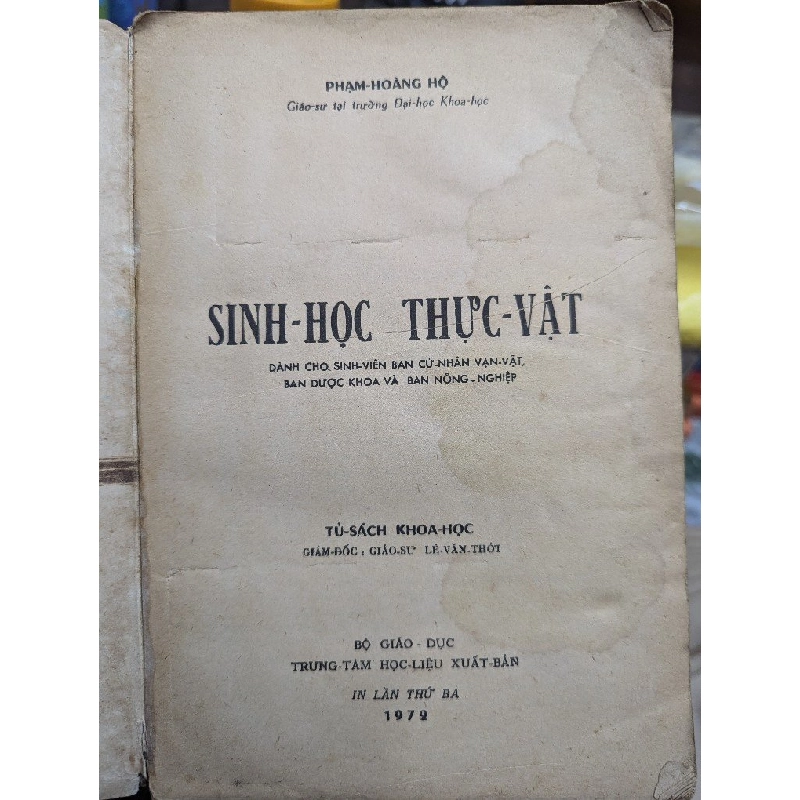 PHẠM-HOÀNG HỘ
Giáo-sư tại trường Đại-học Khoa-học
SINH-HỌC THỰC-VẬT
DÀNH CHO SINH-VIÊN BAN CỬ-NHÂN VẠN-VẬT,
BAN DƯỢC KHOA VÀ BAN NÔNG-NGHIỆP
TỦ-SÁCH KHOA-HỌC
GIÁM-ĐỐC : GIÁO-SƯ LÊ-VĂN-THỚI
BỘ GIÁO-DỤC
TRUNG-TÂM HỌC-LIỆU XUẤT-BẢN
IN LẦN THỨ BA
1972